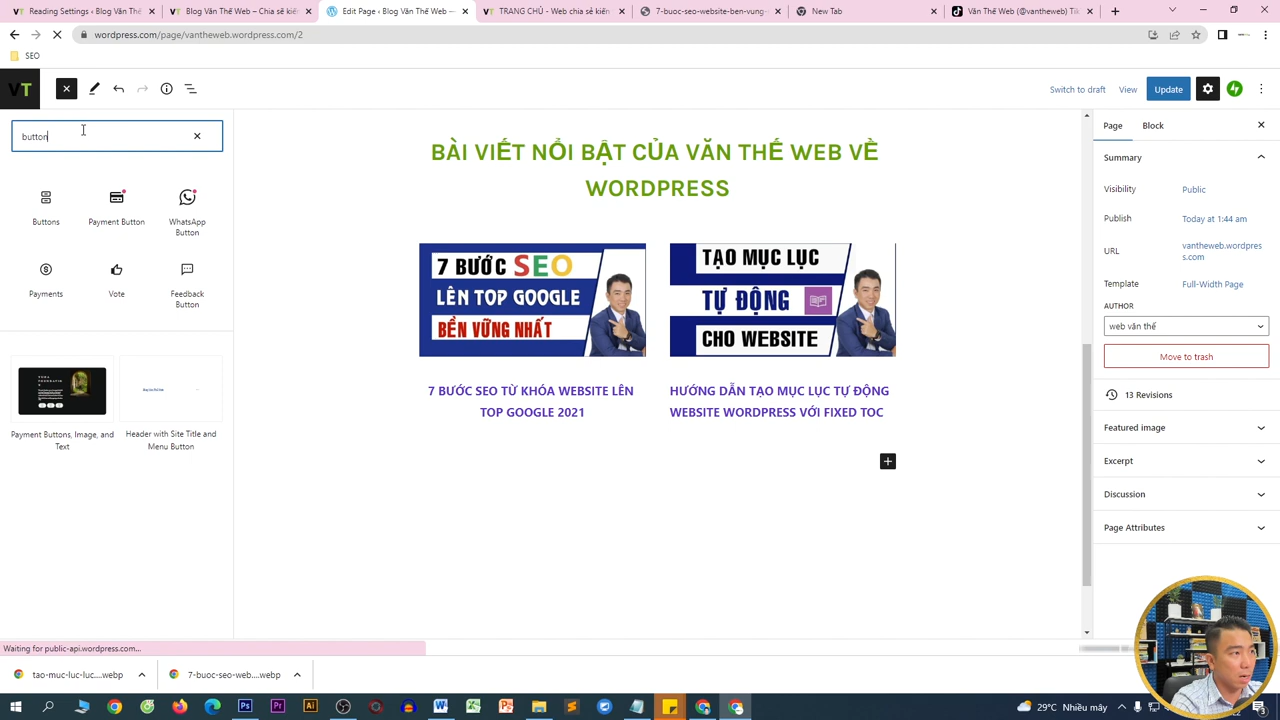 Blog Văn Thế Web
Blog Văn Thế Web – Chia sẻ kiến
Edit Page ‹ Blog Văn Thế Web
TRANG CHỦ - Web chia sẻ kiến
7-buoc-seo-website-ben-vung
New Tab
Văn Thế Web (@vantheweb) Tik
wordpress.com/page/vantheweb.wordpress.com/2
SEO
VT
Switch to draft
View
Update
button
Buttons
Payment Button
WhatsApp
Button
Payments
Vote
Feedback
Button
Payment Buttons, Image, and
Text
Header with Site Title and
Menu Button
BÀI VIẾT NỔI BẬT CỦA VĂN THẾ WEB VỀ
WORDPRESS
7 BƯỚC SEO
LÊN TOP GOOGLE
BỀN VỮNG NHẤT
TẠO MỤC LỤC
TỰ ĐỘNG
CHO WEBSITE
7 BƯỚC SEO TỪ KHÓA WEBSITE LÊN
TOP GOOGLE 2021
HƯỚNG DẪN TẠO MỤC LỤC TỰ ĐỘNG
WEBSITE WORDPRESS VỚI FIXED TOC
Page
Block
Summary
Visibility
Public
Publish
Today at 1:44 am
URL
vantheweb.wordpres
s.com
Template
Full-Width Page
AUTHOR
web văn thế
Move to trash
13 Revisions
Featured image
Excerpt
Discussion
Page Attributes
Waiting for public-api.wordpress.com...
tao-muc-luc-luc....webp
7-buoc-seo-web....webp
29°C Nhiều mây